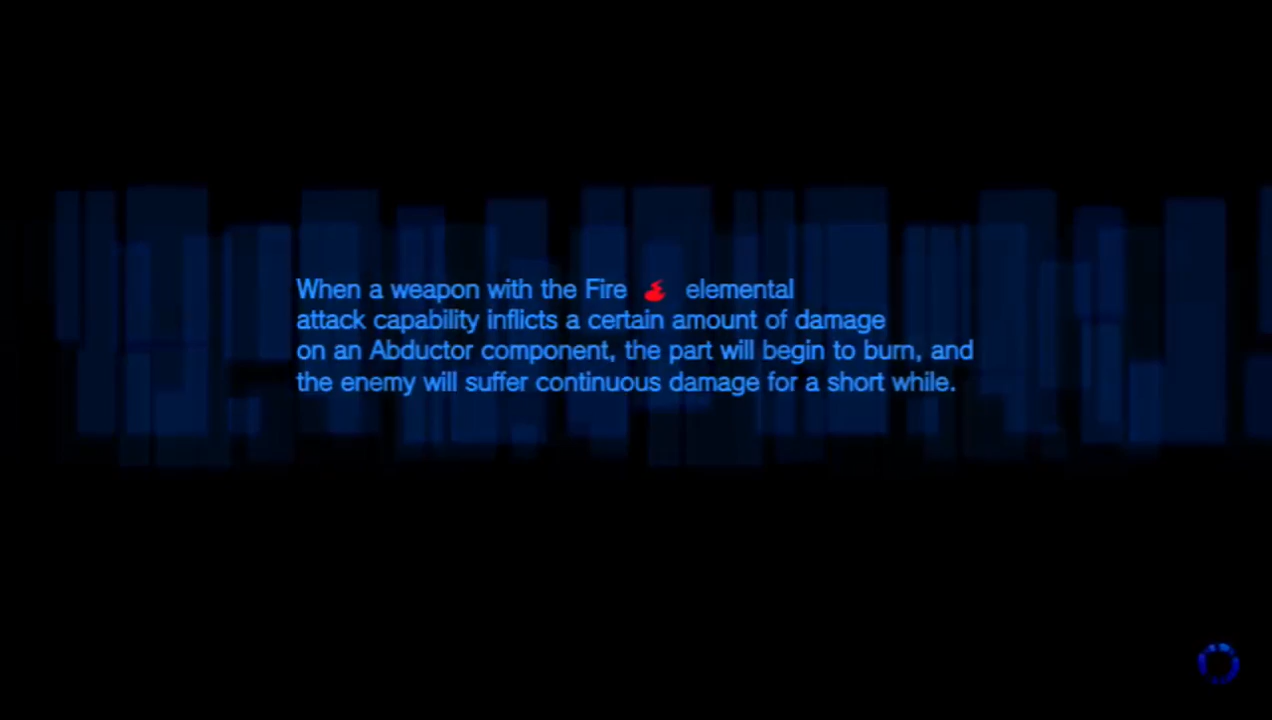 When a weapon with the Fire elemental
attack capability inflicts a certain amount of damage
on an Abductor component, the part will begin to burn, and
the enemy will suffer continuous damage for a short while.